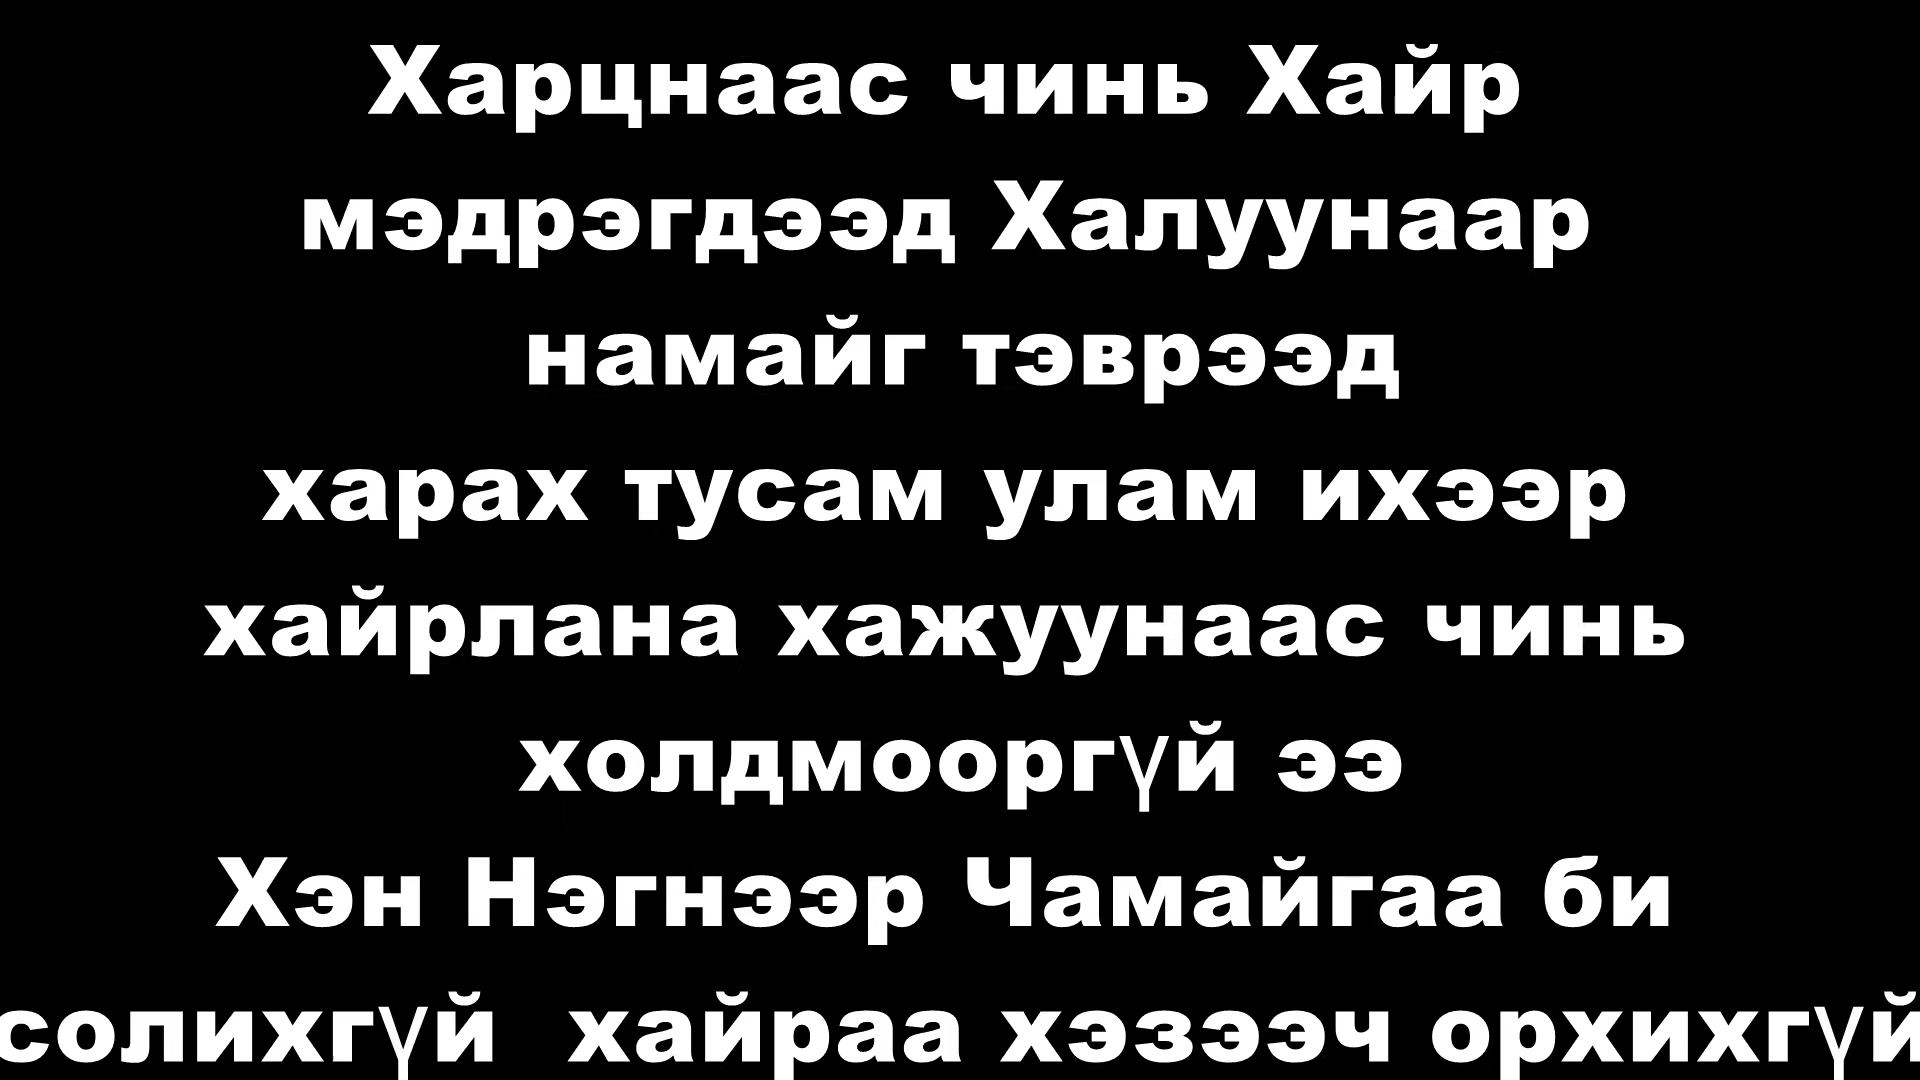 Харцнаас чинь Хайр
мэдрэгдээд Халуунаар
намайг тэврээд
харах тусам улам ихээр
хайрлана хажуунаас чинь
холдмооргүй ээ
Хэн Нэгнээр Чамайгаа би
солихгүй  хайраа хэзээч орхихгүй